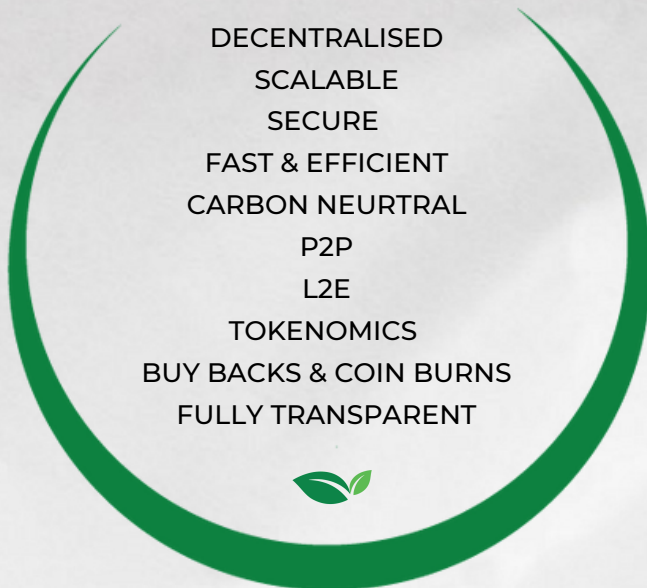 DECENTRALISED
SCALABLE
SECURE
FAST & EFFICIENT
CARBON NEURTRAL
P2P
L2E
TOKENOMICS
BUY BACKS & COIN BURNS
FULLY TRANSPARENT